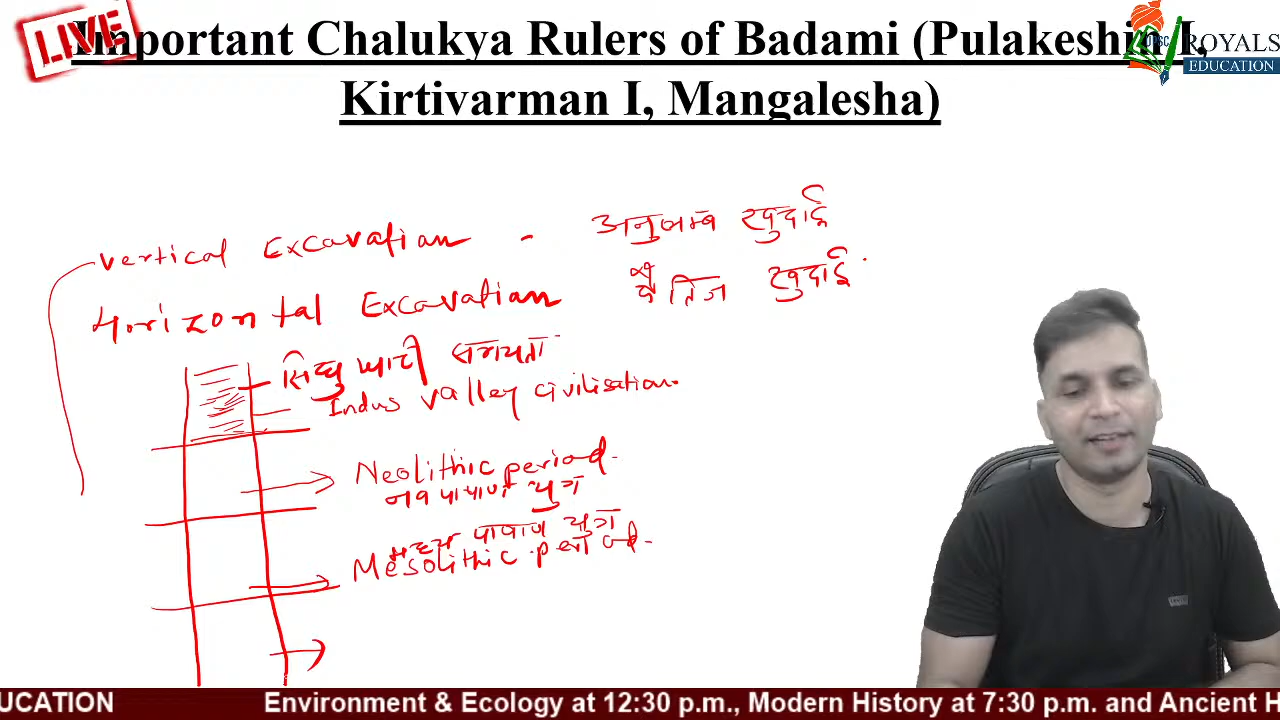 LIVE
Important Chalukya Rulers of Badami (Pulakeshin I,
Kirtivarman I, Mangalesha)
UPSC ROYALS
EDUCATION
Vertical Excavation - अनुलम्ब खुदाई
Horizontal Excavation क्षैतिज खुदाई
सिंधु घाटी सभ्यता
Indus Valley civilisation
Neolithic period
नव पाषाण युग
मध्य पाषाण युग
Mesolithic period
UCATION Environment & Ecology at 12:30 p.m., Modern History at 7:30 p.m. and Ancient H